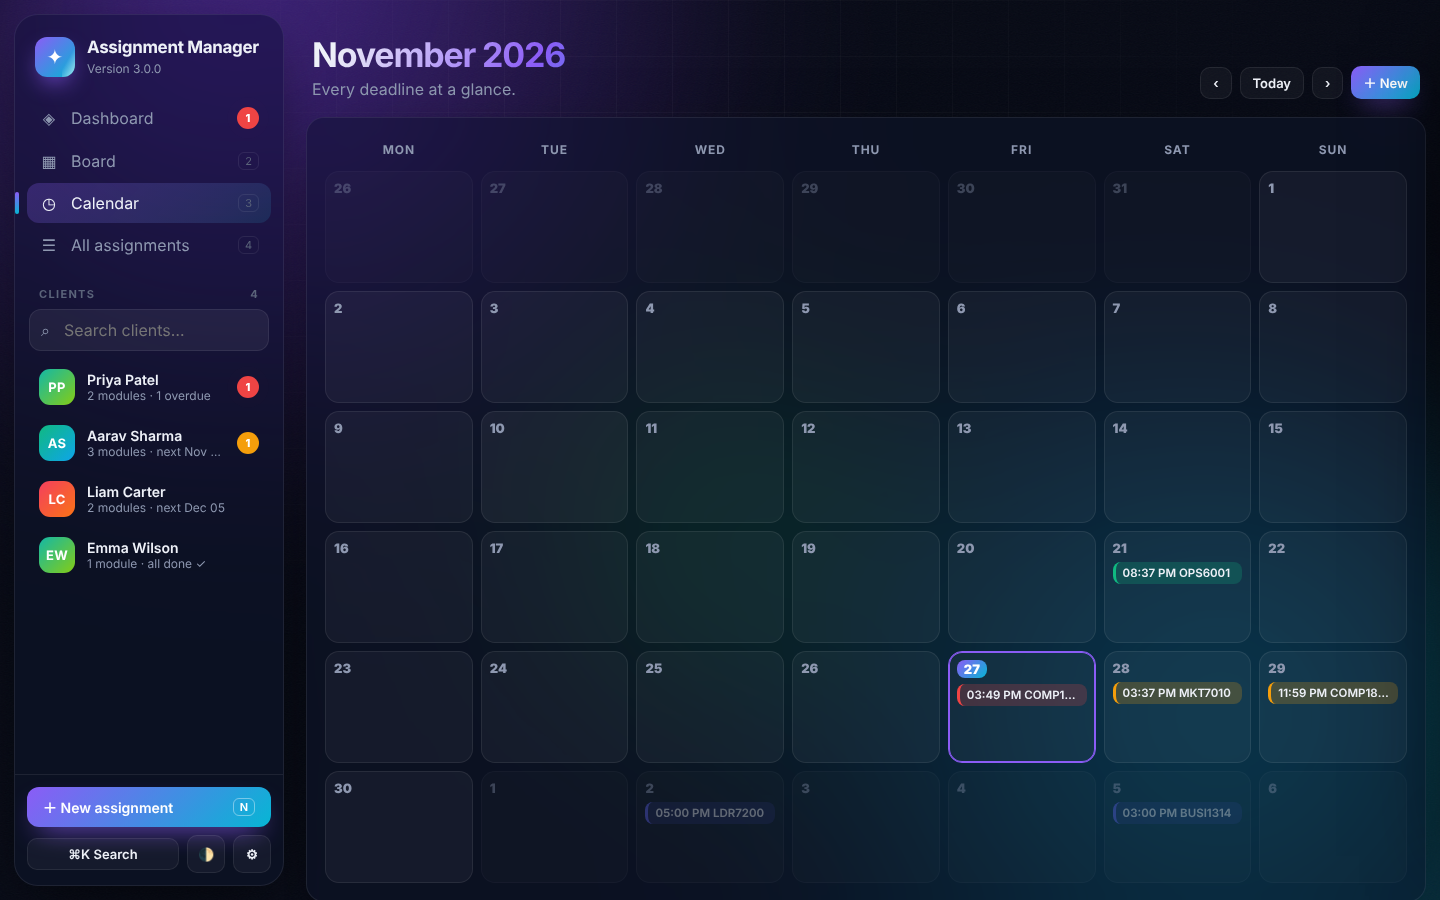 Assignment Manager
Version 3.0.0
Dashboard 1
Board 2
Calendar 3
All assignments 4
CLIENTS 4
Search clients...
PP Priya Patel 1
2 modules · 1 overdue
AS Aarav Sharma 1
3 modules · next Nov ...
LC Liam Carter
2 modules · next Dec 05
EW Emma Wilson
1 module · all done ✓
+ New assignment N
⌘K Search
November 2026
Every deadline at a glance.
‹ Today › + New
MON TUE WED THU FRI SAT SUN
26 27 28 29 30 31 1
2 3 4 5 6 7 8
9 10 11 12 13 14 15
16 17 18 19 20 21 22
08:37 PM OPS6001
23 24 25 26 27 28 29
03:49 PM COMP1... 03:37 PM MKT7010 11:59 PM COMP18...
30 1 2 3 4 5 6
05:00 PM LDR7200 03:00 PM BUSI1314